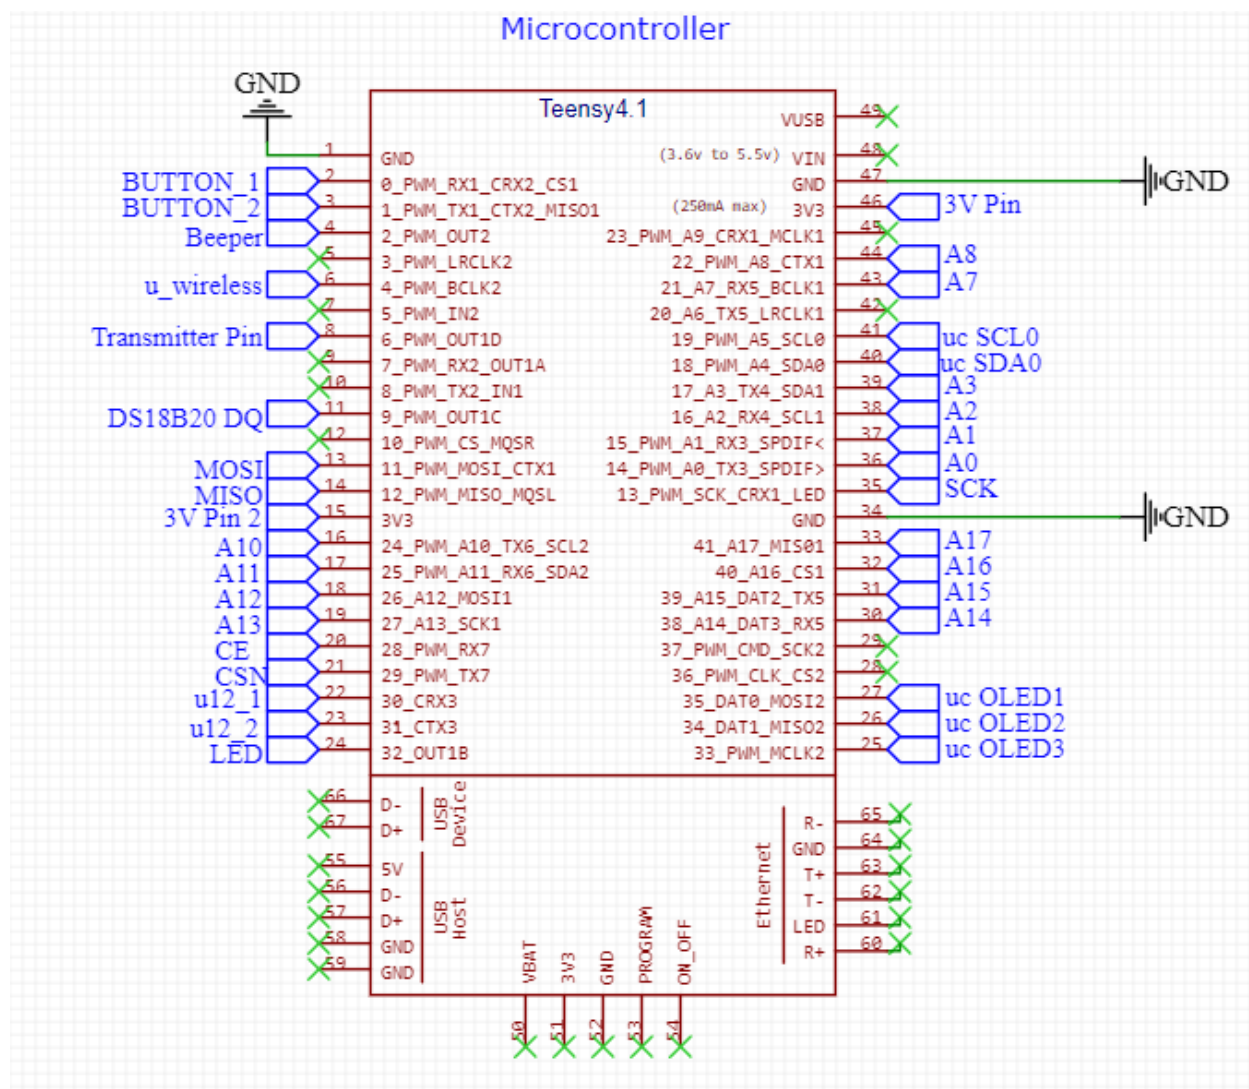 Microcontroller
GND
Teensy4.1
VUSB 49
(3.6v to 5.5v) VIN 48
1 GND
GND 47 GND
BUTTON_1 2 0_PWM_RX1_CRX2_CS1
(250mA max) 3V3 46 3V Pin
BUTTON_2 3 1_PWM_TX1_CTX2_MISO1
23_PWM_A9_CRX1_MCLK1 45
Beeper 4 2_PWM_OUT2
22_PWM_A8_CTX1 44 A8
5 3_PWM_LRCLK2
21_A7_RX5_BCLK1 43 A7
u_wireless 6 4_PWM_BCLK2
20_A6_TX5_LRCLK1 42
7 5_PWM_IN2
19_PWM_A5_SCL0 41 uc SCL0
Transmitter Pin 8 6_PWM_OUT1D
18_PWM_A4_SDA0 40 uc SDA0
9 7_PWM_RX2_OUT1A
17_A3_TX4_SDA1 39 A3
10 8_PWM_TX2_IN1
16_A2_RX4_SCL1 38 A2
DS18B20 DQ 11 9_PWM_OUT1C
15_PWM_A1_RX3_SPDIF< 37 A1
12 10_PWM_CS_MQSR
14_PWM_A0_TX3_SPDIF> 36 A0
MOSI 13 11_PWM_MOSI_CTX1
13_PWM_SCK_CRX1_LED 35 SCK
MISO 14 12_PWM_MISO_MQSL
GND 34 GND
3V Pin 2 15 3V3
41_A17_MISO1 33 A17
A10 16 24_PWM_A10_TX6_SCL2
40_A16_CS1 32 A16
A11 17 25_PWM_A11_RX6_SDA2
39_A15_DAT2_TX5 31 A15
A12 18 26_A12_MOSI1
38_A14_DAT3_RX5 30 A14
A13 19 27_A13_SCK1
37_PWM_CMD_SCK2 29
CE 20 28_PWM_RX7
36_PWM_CLK_CS2 28
CSN 21 29_PWM_TX7
35_DAT0_MOSI2 27 uc OLED1
u12_1 22 30_CRX3
34_DAT1_MISO2 26 uc OLED2
u12_2 23 31_CTX3
33_PWM_MCLK2 25 uc OLED3
LED 24 32_OUT1B
66 D-
67 D+
USB Device
55 5V
56 D-
57 D+
58 GND
59 GND
USB Host
Ethernet
R- 65
GND 64
T+ 63
T- 62
LED 61
R+ 60
VBAT 50
3V3 51
GND 52
PROGRAM 53
ON_OFF 54